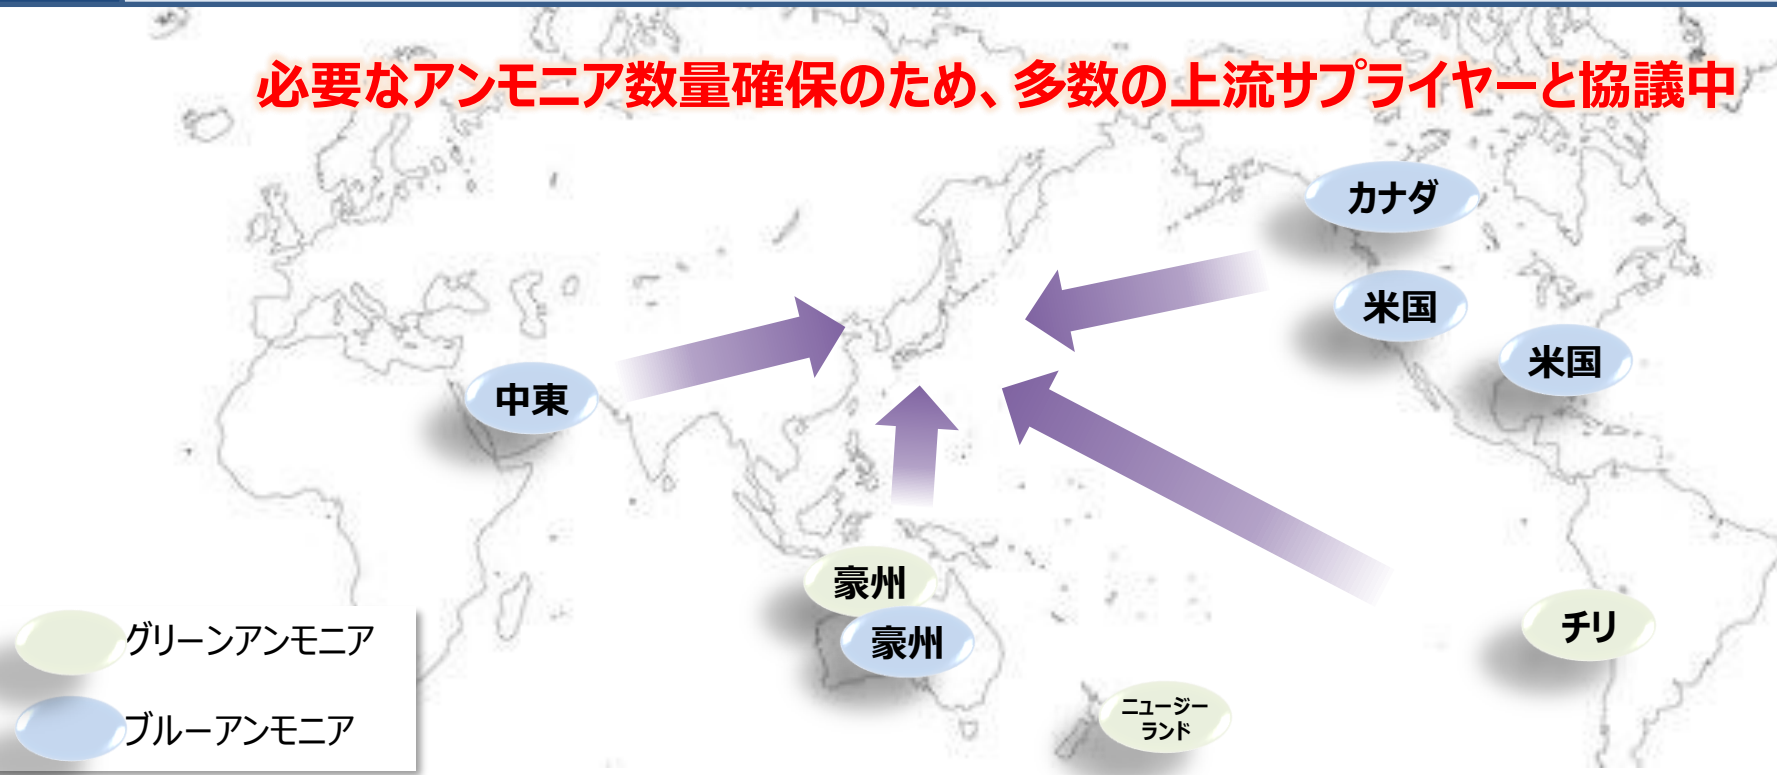 必要なアンモニア数量確保のため、多数の上流サプライヤーと協議中
カナダ
米国
米国
中東
豪州
豪州
チリ
ニュージー
ランド
グリーンアンモニア
ブルーアンモニア